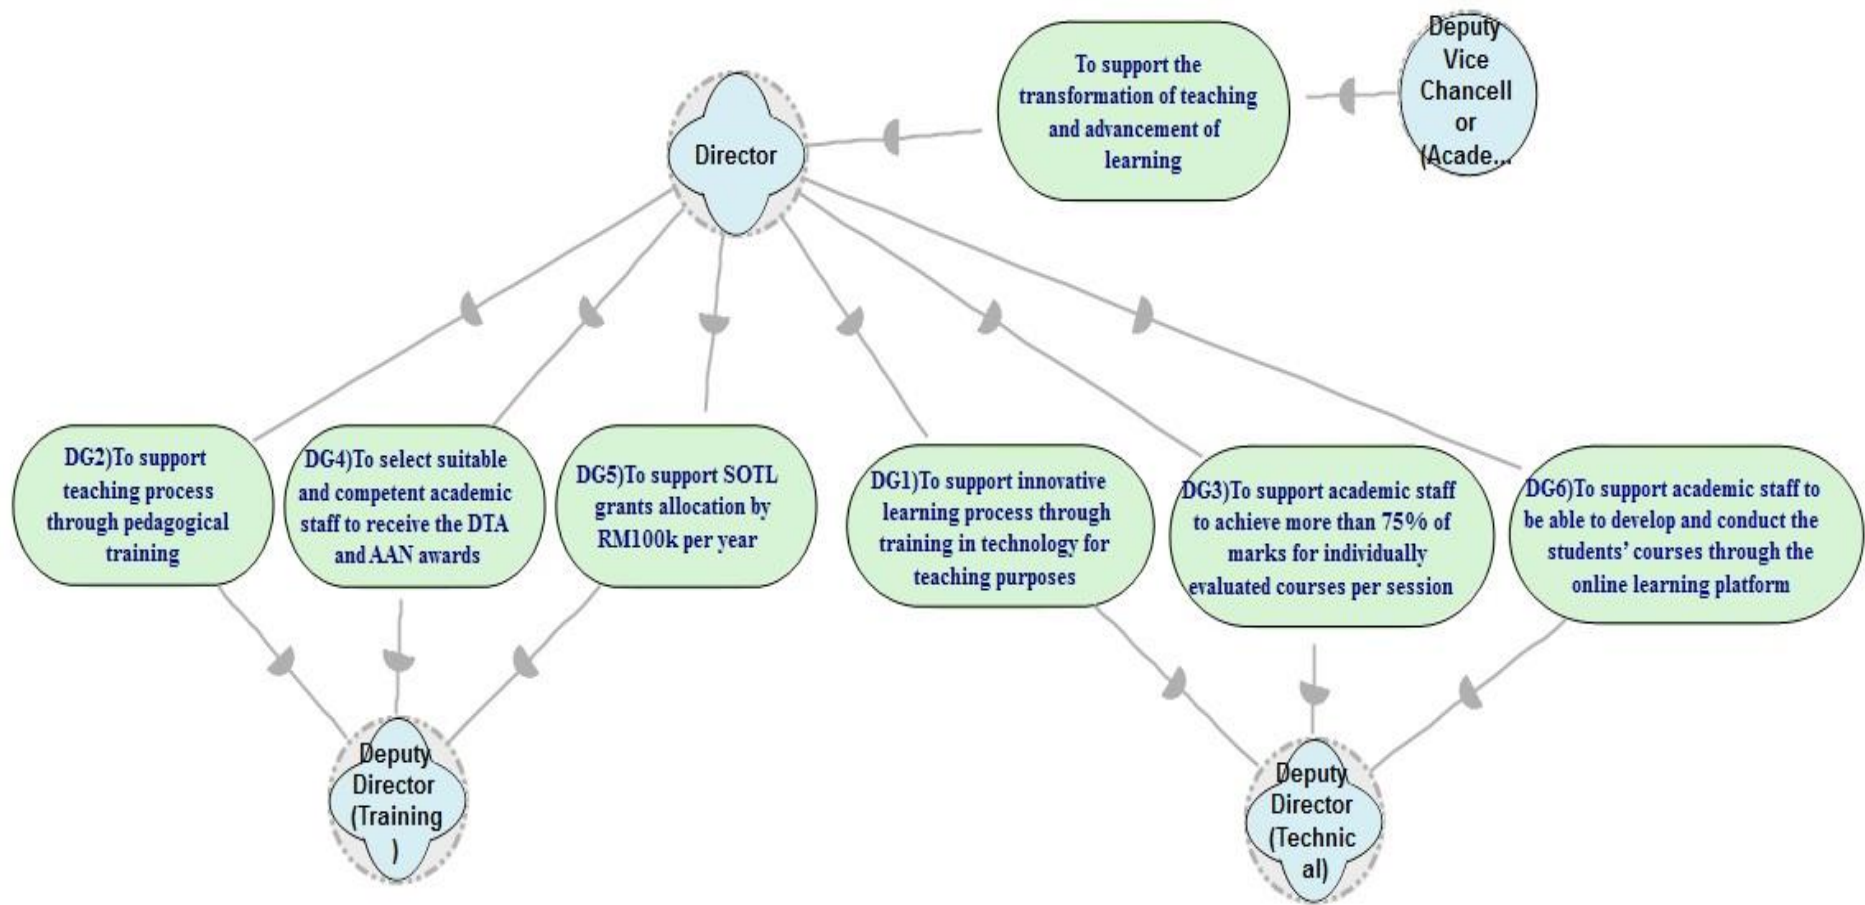 Deputy
Vice
Chancell
or
(Acade...
To support the
transformation of teaching
and advancement of
learning
Director
DG2)To support
teaching process
through pedagogical
training
DG4)To select suitable
and competent academic
staff to receive the DTA
and AAN awards
DG5)To support SOTL
grants allocation by
RM100k per year
DG1)To support innovative
learning process through
training in technology for
teaching purposes
DG3)To support academic staff
to achieve more than 75% of
marks for individually
evaluated courses per session
DG6)To support academic staff to
be able to develop and conduct the
students’ courses through the
online learning platform
Deputy
Director
(Training
)
Deputy
Director
(Technic
al)